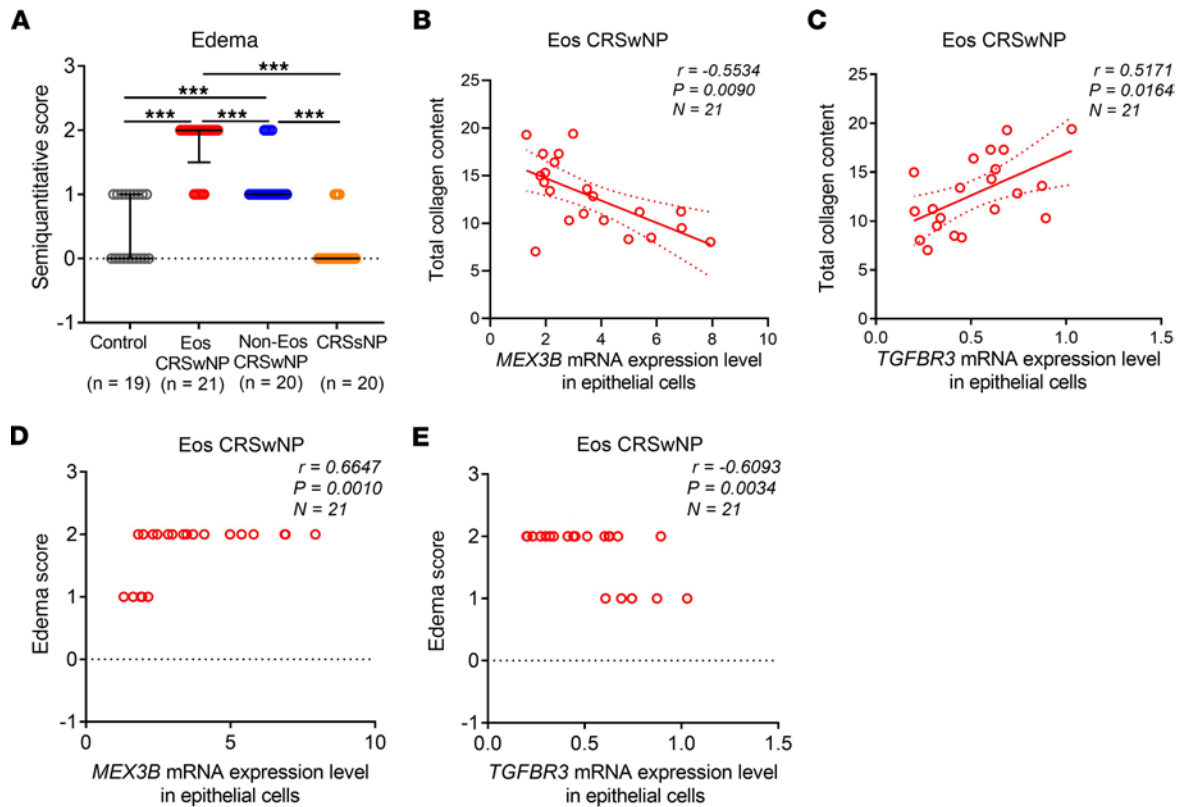 A
Edema
Semiquantitative score
3
2
1
0
-1
***
***
***
***
***
Control
Eos
CRSwNP
Non-Eos
CRSwNP
CRSsNP
(n = 19)
(n = 21)
(n = 20)
(n = 20)
B
Eos CRSwNP
r = -0.5534
P = 0.0090
N = 21
Total collagen content
25
20
15
10
5
0
0
2
4
6
8
10
MEX3B mRNA expression level
in epithelial cells
C
Eos CRSwNP
r = 0.5171
P = 0.0164
N = 21
Total collagen content
25
20
15
10
5
0
0.0
0.5
1.0
1.5
TGFBR3 mRNA expression level
in epithelial cells
D
Eos CRSwNP
r = 0.6647
P = 0.0010
N = 21
Edema score
3
2
1
0
-1
0
5
10
MEX3B mRNA expression level
in epithelial cells
E
Eos CRSwNP
r = -0.6093
P = 0.0034
N = 21
Edema score
3
2
1
0
-1
0.0
0.5
1.0
1.5
TGFBR3 mRNA expression level
in epithelial cells